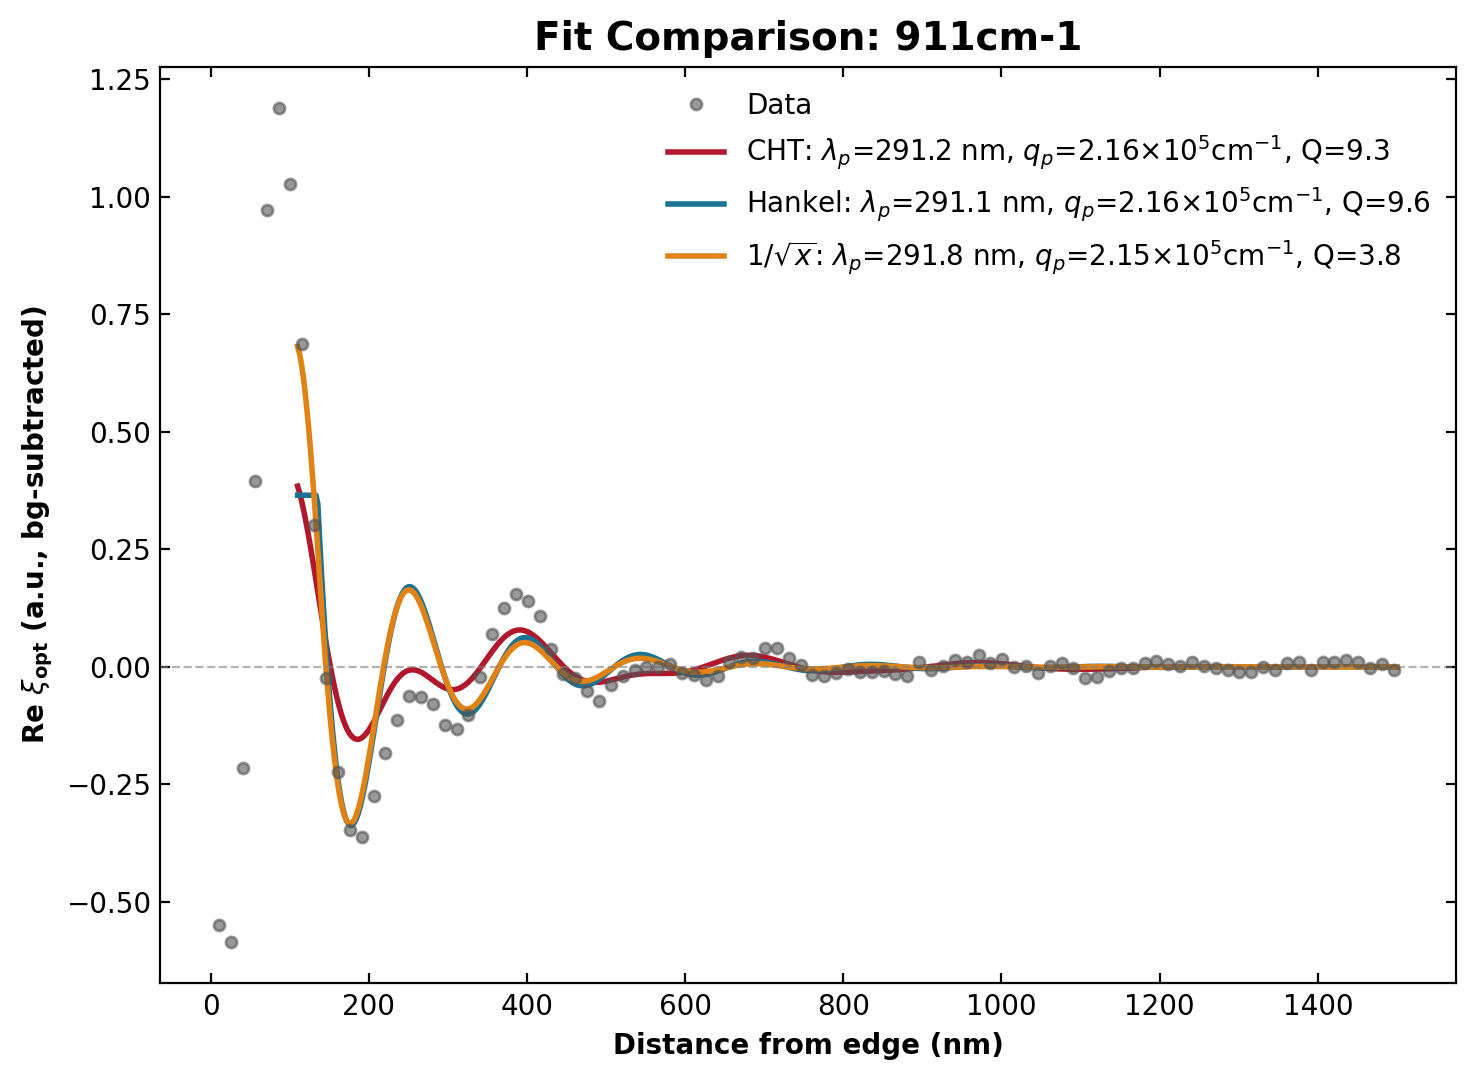 Fit Comparison: 911cm-1
Data
CHT: λp=291.2 nm, qp=2.16×10⁵cm⁻¹, Q=9.3
Hankel: λp=291.1 nm, qp=2.16×10⁵cm⁻¹, Q=9.6
1/√x: λp=291.8 nm, qp=2.15×10⁵cm⁻¹, Q=3.8
Re ξopt (a.u., bg-subtracted)
1.25
1.00
0.75
0.50
0.25
0.00
−0.25
−0.50
0 200 400 600 800 1000 1200 1400
Distance from edge (nm)